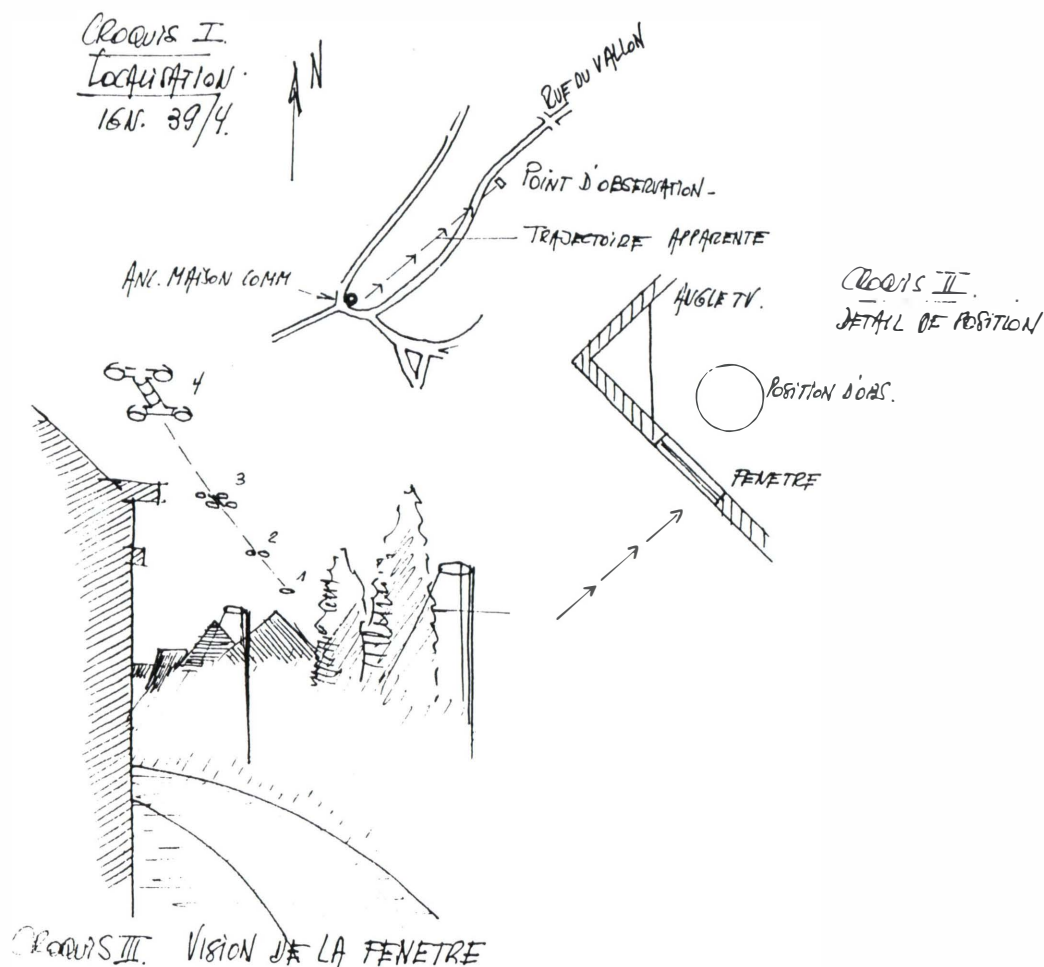 CROQUIS I.
LOCALISATION.
IGN. 39/4.
N
RUE DU VALLON
POINT D'OBSERVATION -
TRAJECTOIRE APPARENTE
ANC. MAISON COMM
CROQUIS II.
DETAIL DE POSITION
ANGLE TV.
POSITION D'OBS.
FENETRE
4
3
2
1
CROQUIS III. VISION DE LA FENETRE